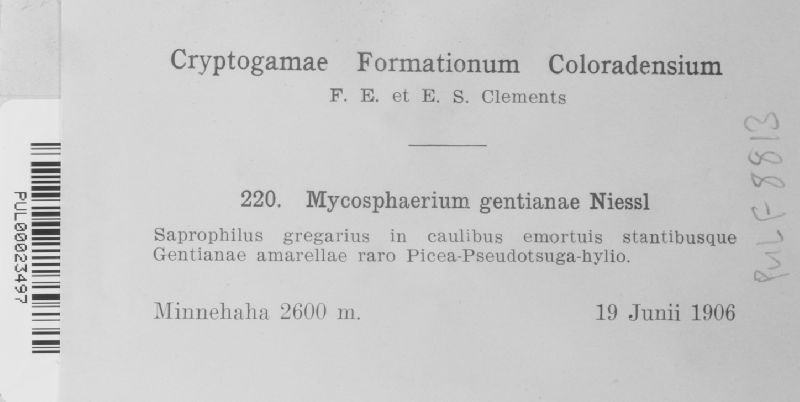 Cryptogamae Formationum Coloradensium
F. E. et E. S. Clements
220. Mycosphaerium gentianae Niessl
Saprophilus gregarius in caulibus emortuis stantibusque
Gentianae amarellae raro Picea-Pseudotsuga-hylio.
Minnehaha 2600 m. 19 Junii 1906
PUL00023497
PUL F 8813